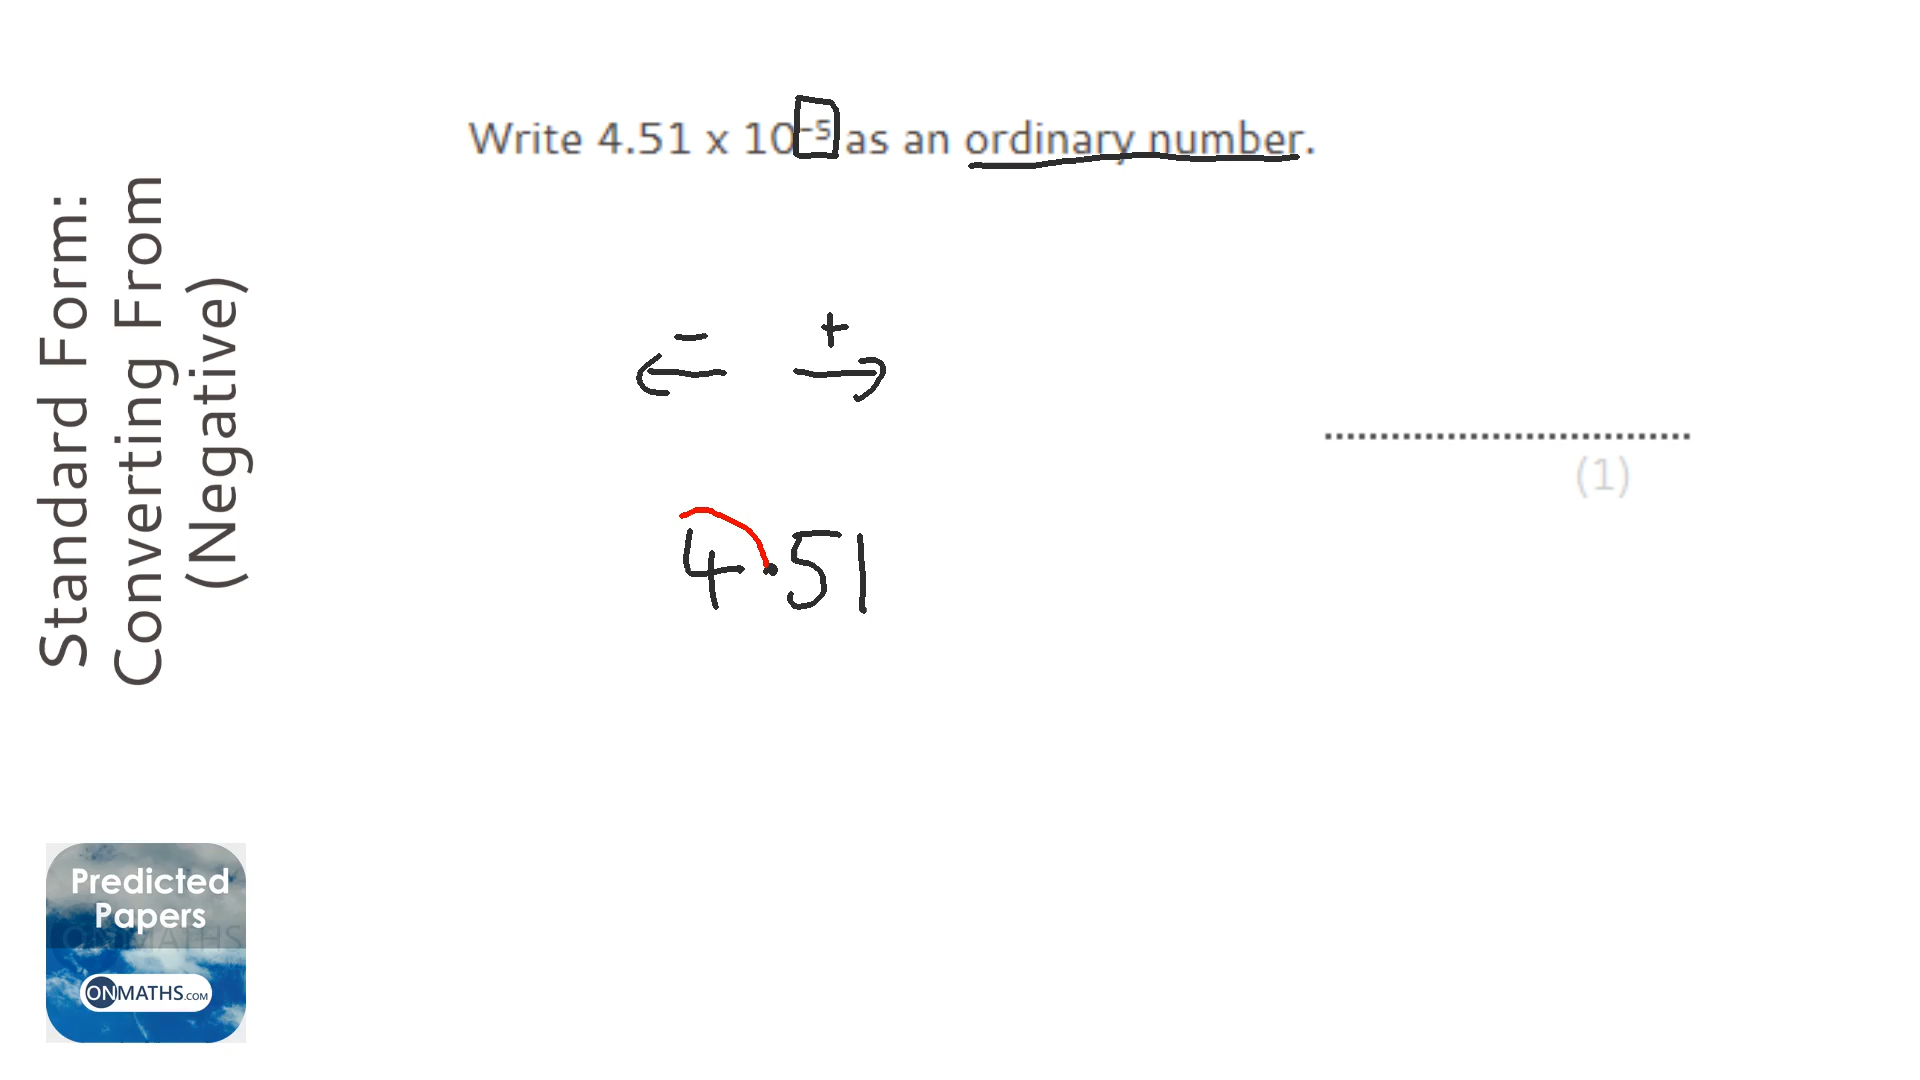 Write 4.51 x 10⁻⁵ as an ordinary number.
Standard Form:
Converting From
(Negative)
− +
(1)
4.51
Predicted
Papers
ONMATHS
ONMATHS.COM